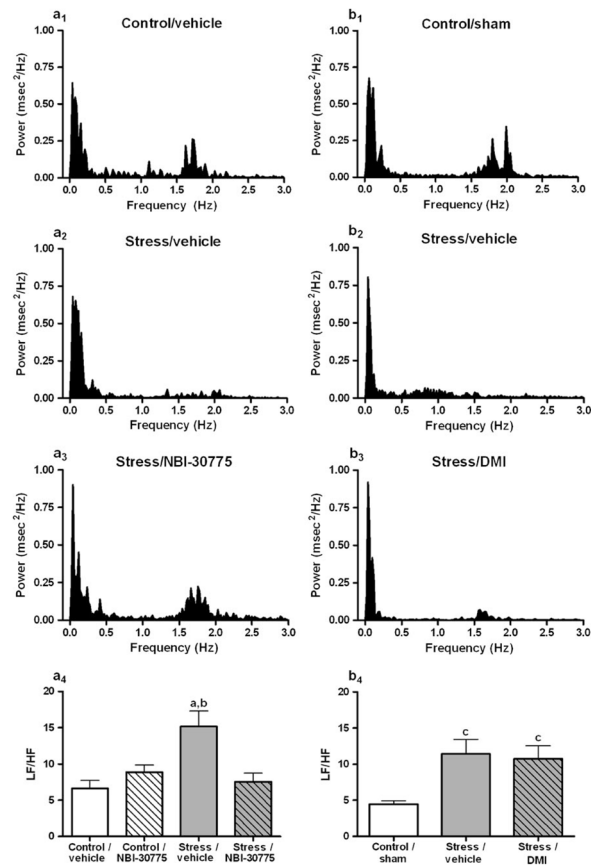 a1
Control/vehicle
1.00
0.75
0.50
0.25
0.00
Power (msec2/Hz)
0.0 0.5 1.0 1.5 2.0 2.5 3.0
Frequency (Hz)
b1
Control/sham
1.00
0.75
0.50
0.25
0.00
Power (msec2/Hz)
0.0 0.5 1.0 1.5 2.0 2.5 3.0
Frequency (Hz)
a2
Stress/vehicle
1.00
0.75
0.50
0.25
0.00
Power (msec2/Hz)
0.0 0.5 1.0 1.5 2.0 2.5 3.0
Frequency (Hz)
b2
Stress/vehicle
1.00
0.75
0.50
0.25
0.00
Power (msec2/Hz)
0.0 0.5 1.0 1.5 2.0 2.5 3.0
Frequency (Hz)
a3
Stress/NBI-30775
1.00
0.75
0.50
0.25
0.00
Power (msec2/Hz)
0.0 0.5 1.0 1.5 2.0 2.5 3.0
Frequency (Hz)
b3
Stress/DMI
1.00
0.75
0.50
0.25
0.00
Power (msec2/Hz)
0.0 0.5 1.0 1.5 2.0 2.5 3.0
Frequency (Hz)
a4
20
15
10
5
0
LF/HF
a,b
Control / vehicle
Control / NBI-30775
Stress / vehicle
Stress / NBI-30775
b4
20
15
10
5
0
LF/HF
c
c
Control / sham
Stress / vehicle
Stress / DMI